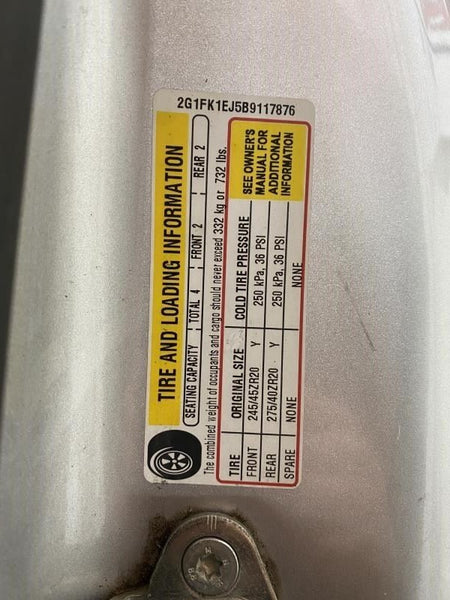 2G1FK1EJ5B9117876
TIRE AND LOADING INFORMATION
SEATING CAPACITY TOTAL 4 FRONT 2 REAR 2
The combined weight of occupants and cargo should never exceed 332 kg or 732 lbs.
TIRE ORIGINAL SIZE COLD TIRE PRESSURE
FRONT 245/45ZR20 Y 250 kPa, 36 PSI
REAR 275/40ZR20 Y 250 kPa, 36 PSI
SPARE NONE NONE
SEE OWNER'S
MANUAL FOR
ADDITIONAL
INFORMATION